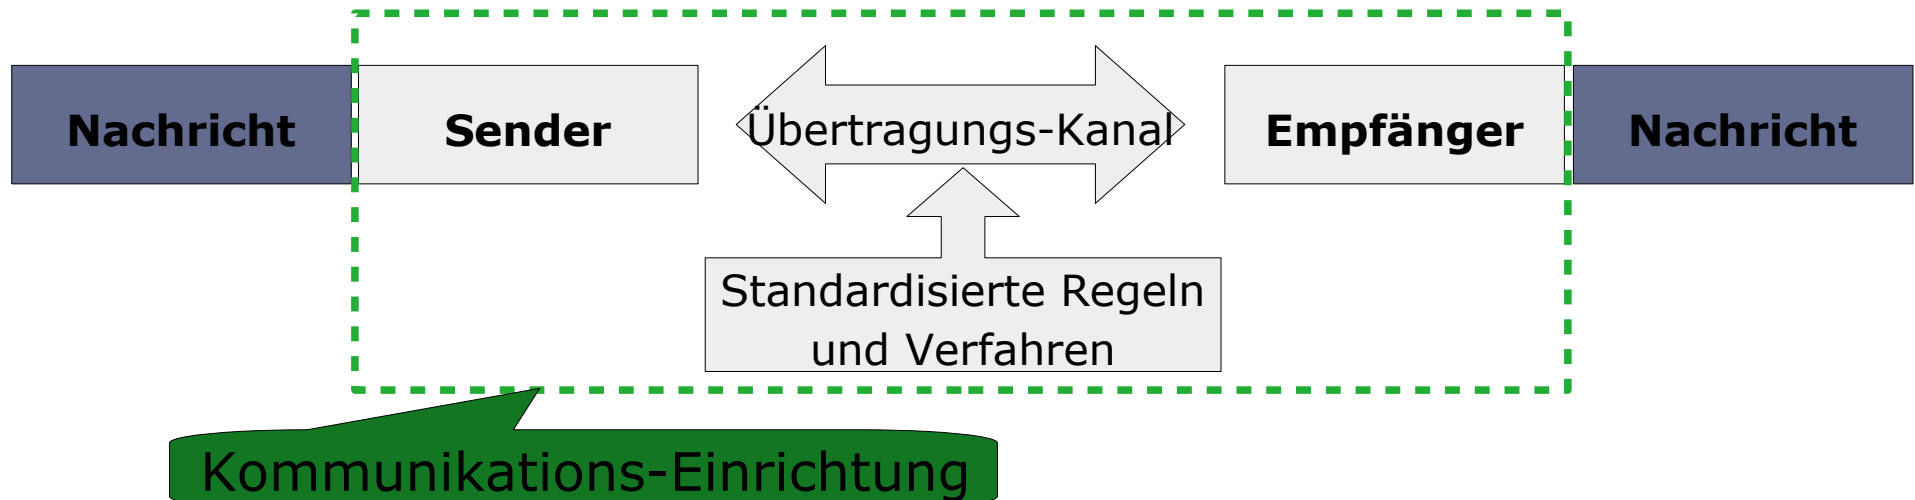 Nachricht
Sender
Übertragungs-Kanal
Empfänger
Nachricht
Standardisierte Regeln
und Verfahren
Kommunikations-Einrichtung